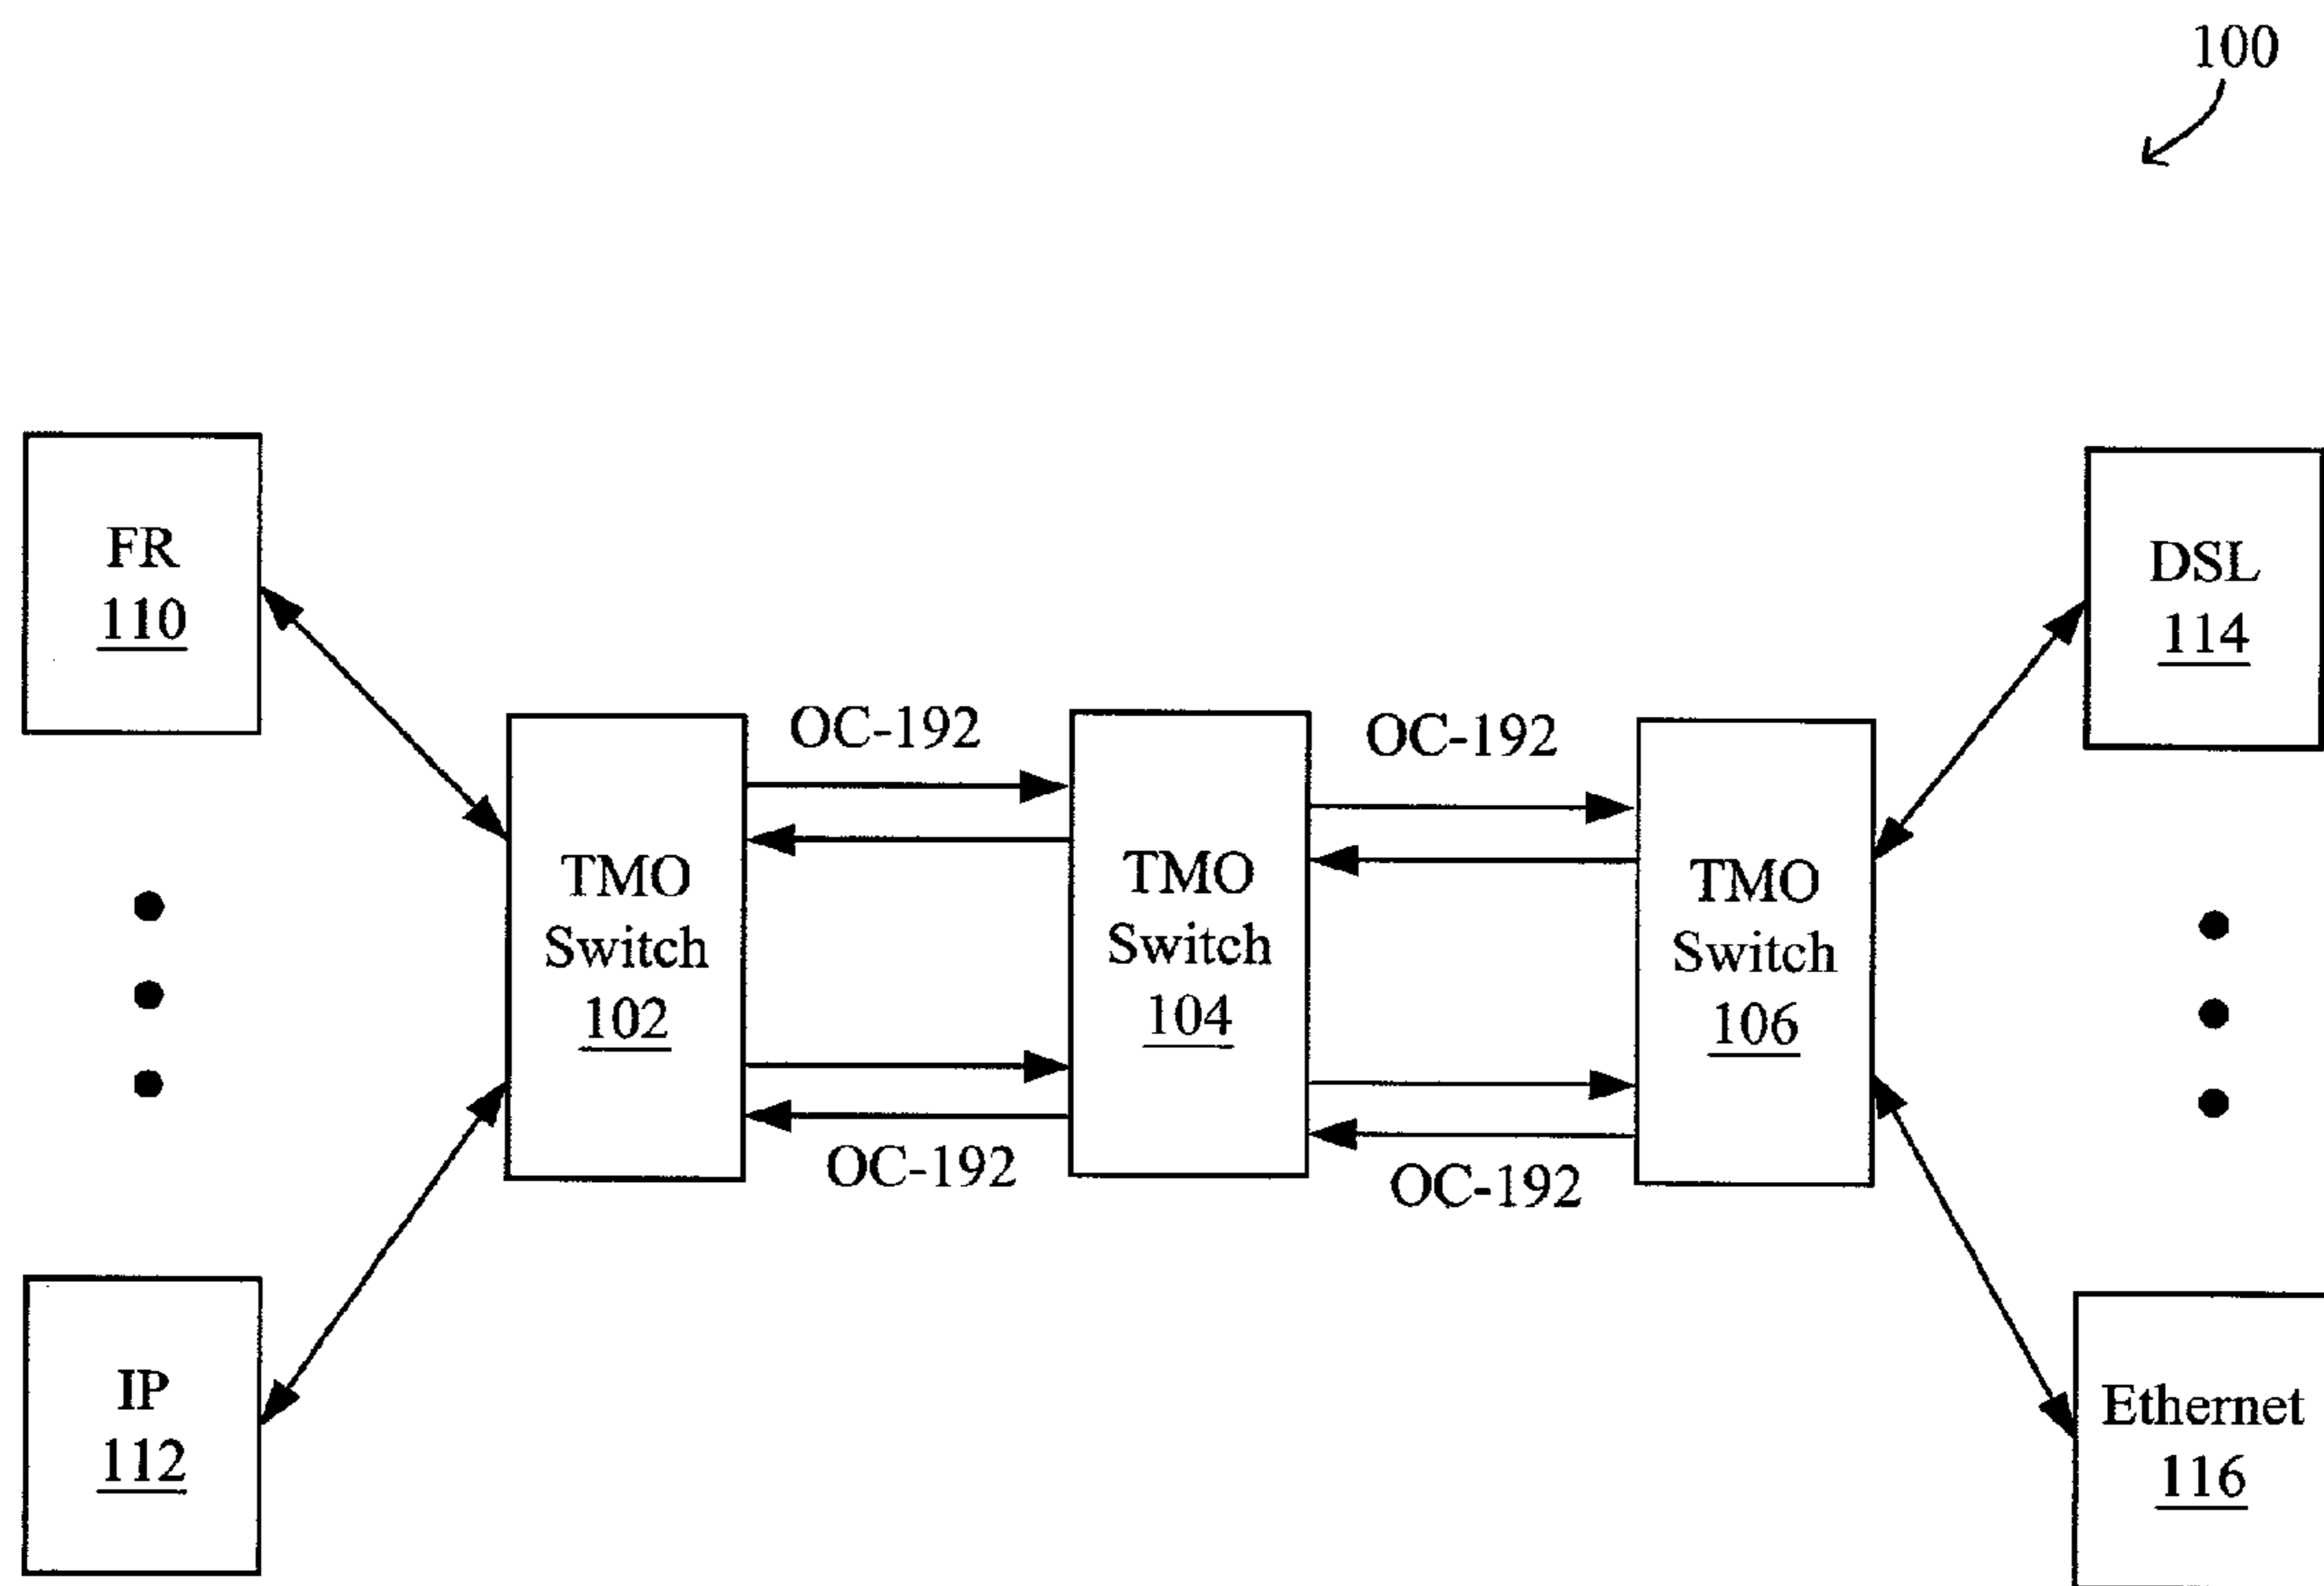 100
FR
110
DSL
114
OC-192
OC-192
TMO
Switch
102
TMO
Switch
104
TMO
Switch
106
OC-192
OC-192
IP
112
Ethernet
116